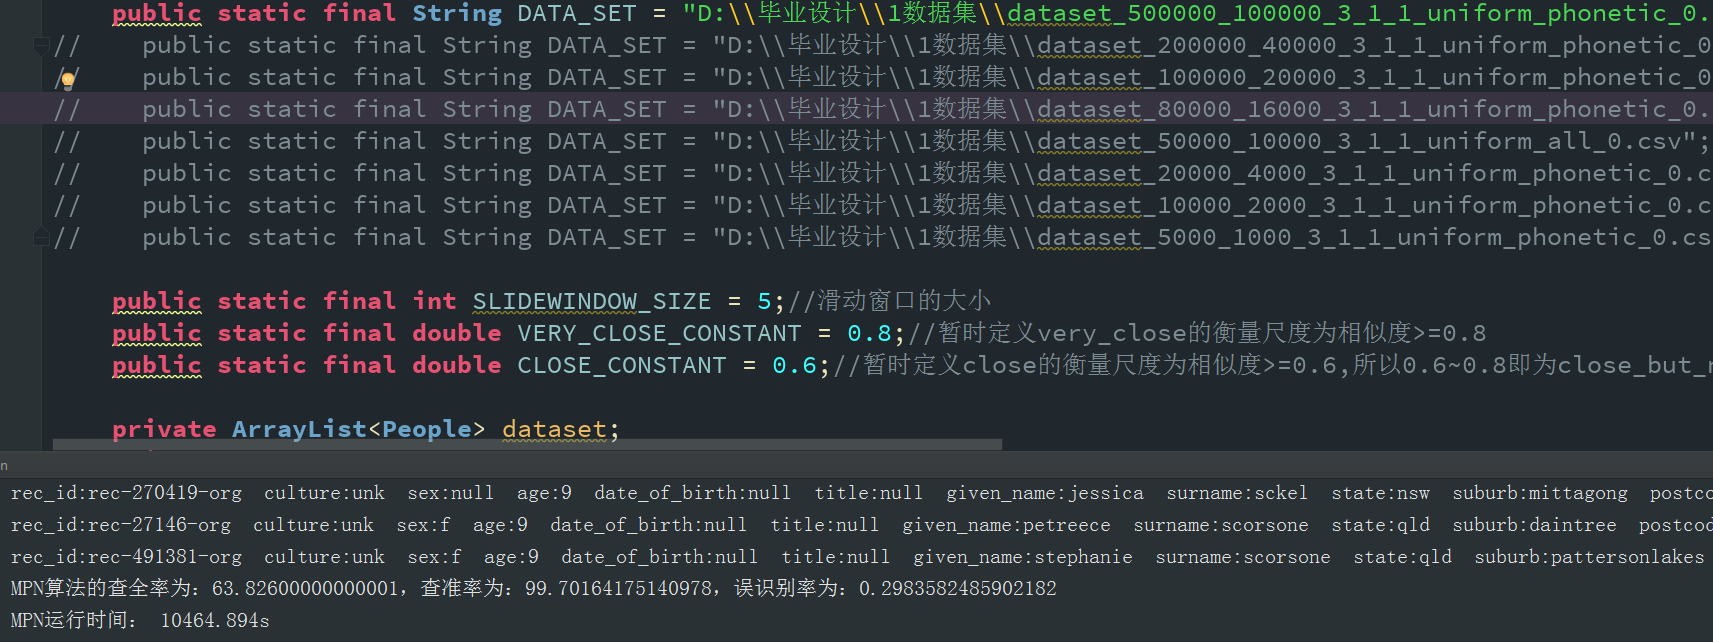 public static final String DATA_SET = "D:\\毕业设计\\1数据集\\dataset_500000_100000_3_1_1_uniform_phonetic_0.
// public static final String DATA_SET = "D:\\毕业设计\\1数据集\\dataset_200000_40000_3_1_1_uniform_phonetic_0
// public static final String DATA_SET = "D:\\毕业设计\\1数据集\\dataset_100000_20000_3_1_1_uniform_phonetic_0
// public static final String DATA_SET = "D:\\毕业设计\\1数据集\\dataset_80000_16000_3_1_1_uniform_phonetic_0.
// public static final String DATA_SET = "D:\\毕业设计\\1数据集\\dataset_50000_10000_3_1_1_uniform_all_0.csv";
// public static final String DATA_SET = "D:\\毕业设计\\1数据集\\dataset_20000_4000_3_1_1_uniform_phonetic_0.c
// public static final String DATA_SET = "D:\\毕业设计\\1数据集\\dataset_10000_2000_3_1_1_uniform_phonetic_0.c
// public static final String DATA_SET = "D:\\毕业设计\\1数据集\\dataset_5000_1000_3_1_1_uniform_phonetic_0.cs
public static final int SLIDEWINDOW_SIZE = 5;//滑动窗口的大小
public static final double VERY_CLOSE_CONSTANT = 0.8;//暂时定义very_close的衡量尺度为相似度>=0.8
public static final double CLOSE_CONSTANT = 0.6;//暂时定义close的衡量尺度为相似度>=0.6,所以0.6~0.8即为close_but_n
private ArrayList<People> dataset;
n
rec_id:rec-270419-org culture:unk sex:null age:9 date_of_birth:null title:null given_name:jessica surname:sckel state:nsw suburb:mittagong postco
rec_id:rec-27146-org culture:unk sex:f age:9 date_of_birth:null title:null given_name:petreece surname:scorsone state:qld suburb:daintree postcod
rec_id:rec-491381-org culture:unk sex:f age:9 date_of_birth:null title:null given_name:stephanie surname:scorsone state:qld suburb:pattersonlakes
MPN算法的查全率为：63.82600000000001，查准率为：99.70164175140978，误识别率为：0.2983582485902182
MPN运行时间： 10464.894s